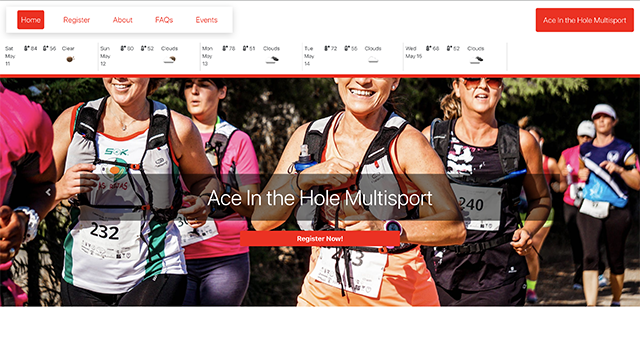 Home Register About FAQs Events
Ace In the Hole Multisport
Sat 84 56 Clear
May,
11
Sun 60 52 Clouds
May,
12
Mon 78 51 Clouds
May,
13
Tue 72 55 Clouds
May,
14
Wed 68 52 Clouds
May 15
Ace In the Hole Multisport
Register Now!
232
240